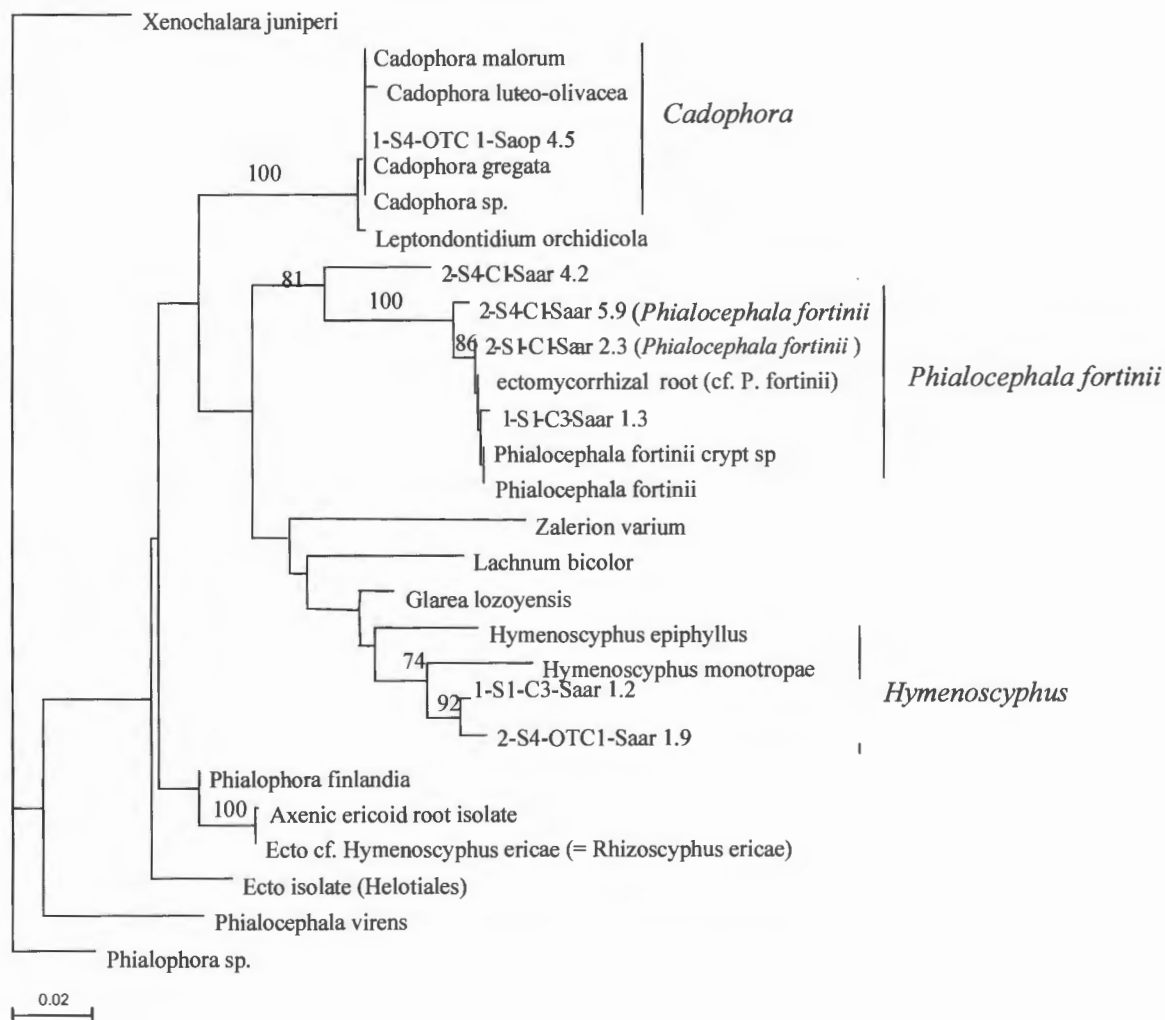 Xenochalara juniperi
Cadophora malorum
Cadophora luteo-olivacea
Cadophora
1-S4-OTC 1-Saop 4.5
Cadophora gregata
100
Cadophora sp.
Leptondontidium orchidicola
2-S4-C1-Saar 4.2
81
100
2-S4-C1-Saar 5.9 (Phialocephala fortinii
86
2-S1-C1-Saar 2.3 (Phialocephala fortinii )
ectomycorrhizal root (cf. P. fortinii)
Phialocephala fortinii
1-S1-C3-Saar 1.3
Phialocephala fortinii crypt sp
Phialocephala fortinii
Zalerion varium
Lachnum bicolor
Glarea lozoyensis
Hymenoscyphus epiphyllus
74
Hymenoscyphus monotropae
1-S1-C3-Saar 1.2
Hymenoscyphus
92
2-S4-OTC1-Saar 1.9
Phialophora finlandia
100
Axenic ericoid root isolate
Ecto cf. Hymenoscyphus ericae (= Rhizoscyphus ericae)
Ecto isolate (Helotiales)
Phialocephala virens
Phialophora sp.
0.02